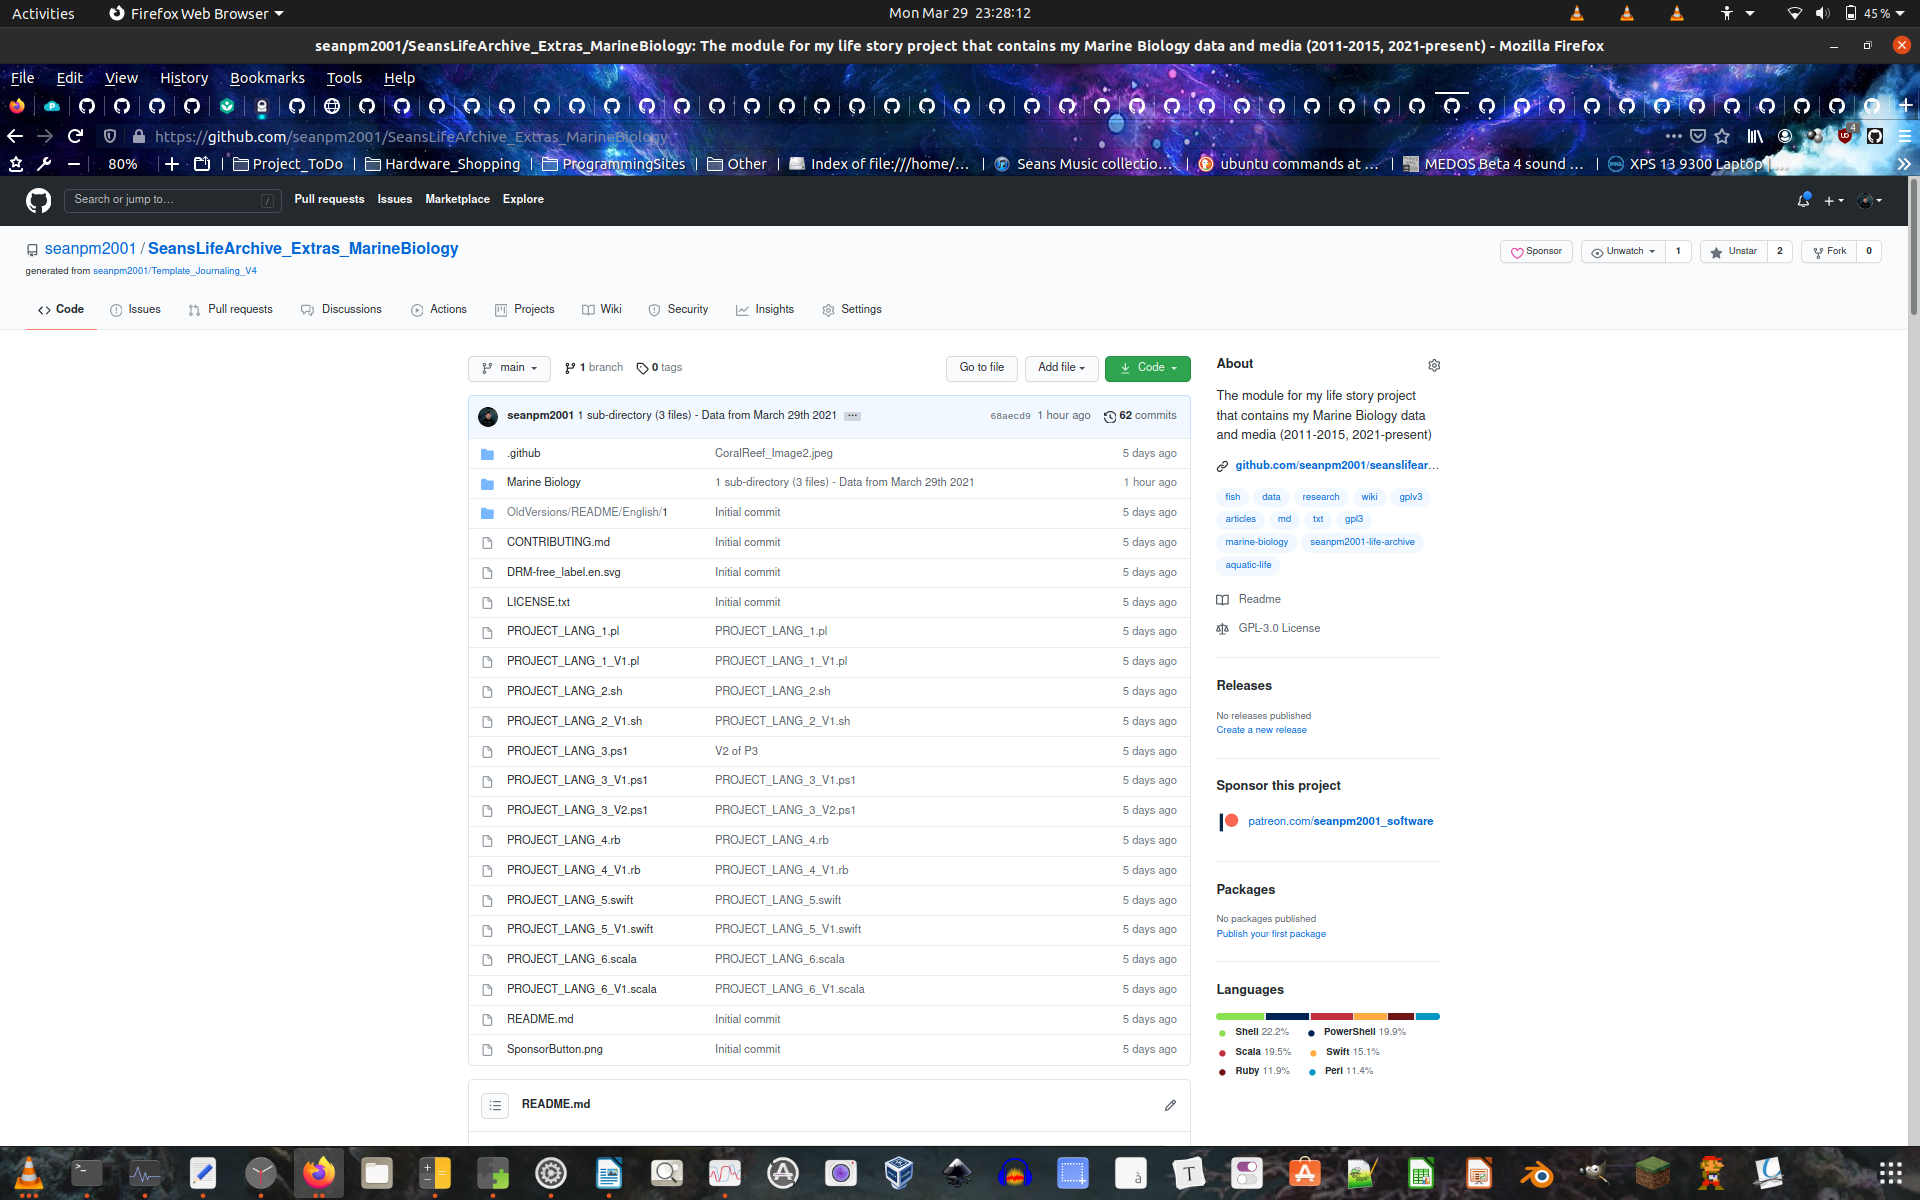 Activities Firefox Web Browser Mon Mar 29 23:28:12 45 %
seanpm2001/SeansLifeArchive_Extras_MarineBiology: The module for my life story project that contains my Marine Biology data and media (2011-2015, 2021-present) - Mozilla Firefox
File Edit View History Bookmarks Tools Help
https://github.com/seanpm2001/SeansLifeArchive_Extras_MarineBiology 4
80% Project_ToDo Hardware_Shopping ProgrammingSites Other Index of file:///home/... Seans Music collectio... ubuntu commands at ... MEDOS Beta 4 sound ... XPS 13 9300 Laptop |...
Search or jump to… / Pull requests Issues Marketplace Explore
seanpm2001 / SeansLifeArchive_Extras_MarineBiology Sponsor Unwatch 1 Unstar 2 Fork 0
generated from seanpm2001/Template_Journaling_V4
Code Issues Pull requests Discussions Actions Projects Wiki Security Insights Settings
main 1 branch 0 tags Go to file Add file Code
seanpm2001 1 sub-directory (3 files) - Data from March 29th 2021 ... 68aecd9 1 hour ago 62 commits
.github CoralReef_Image2.jpeg 5 days ago
Marine Biology 1 sub-directory (3 files) - Data from March 29th 2021 1 hour ago
OldVersions/README/English/1 Initial commit 5 days ago
CONTRIBUTING.md Initial commit 5 days ago
DRM-free_label.en.svg Initial commit 5 days ago
LICENSE.txt Initial commit 5 days ago
PROJECT_LANG_1.pl PROJECT_LANG_1.pl 5 days ago
PROJECT_LANG_1_V1.pl PROJECT_LANG_1_V1.pl 5 days ago
PROJECT_LANG_2.sh PROJECT_LANG_2.sh 5 days ago
PROJECT_LANG_2_V1.sh PROJECT_LANG_2_V1.sh 5 days ago
PROJECT_LANG_3.ps1 V2 of P3 5 days ago
PROJECT_LANG_3_V1.ps1 PROJECT_LANG_3_V1.ps1 5 days ago
PROJECT_LANG_3_V2.ps1 PROJECT_LANG_3_V2.ps1 5 days ago
PROJECT_LANG_4.rb PROJECT_LANG_4.rb 5 days ago
PROJECT_LANG_4_V1.rb PROJECT_LANG_4_V1.rb 5 days ago
PROJECT_LANG_5.swift PROJECT_LANG_5.swift 5 days ago
PROJECT_LANG_5_V1.swift PROJECT_LANG_5_V1.swift 5 days ago
PROJECT_LANG_6.scala PROJECT_LANG_6.scala 5 days ago
PROJECT_LANG_6_V1.scala PROJECT_LANG_6_V1.scala 5 days ago
README.md Initial commit 5 days ago
SponsorButton.png Initial commit 5 days ago
README.md
About
The module for my life story project
that contains my Marine Biology data
and media (2011-2015, 2021-present)
github.com/seanpm2001/seanslifear…
fish data research wiki gplv3
articles md txt gpl3
marine-biology seanpm2001-life-archive
aquatic-life
Readme
GPL-3.0 License
Releases
No releases published
Create a new release
Sponsor this project
patreon.com/seanpm2001_software
Packages
No packages published
Publish your first package
Languages
Shell 22.2% PowerShell 19.9%
Scala 19.5% Swift 15.1%
Ruby 11.9% Perl 11.4%